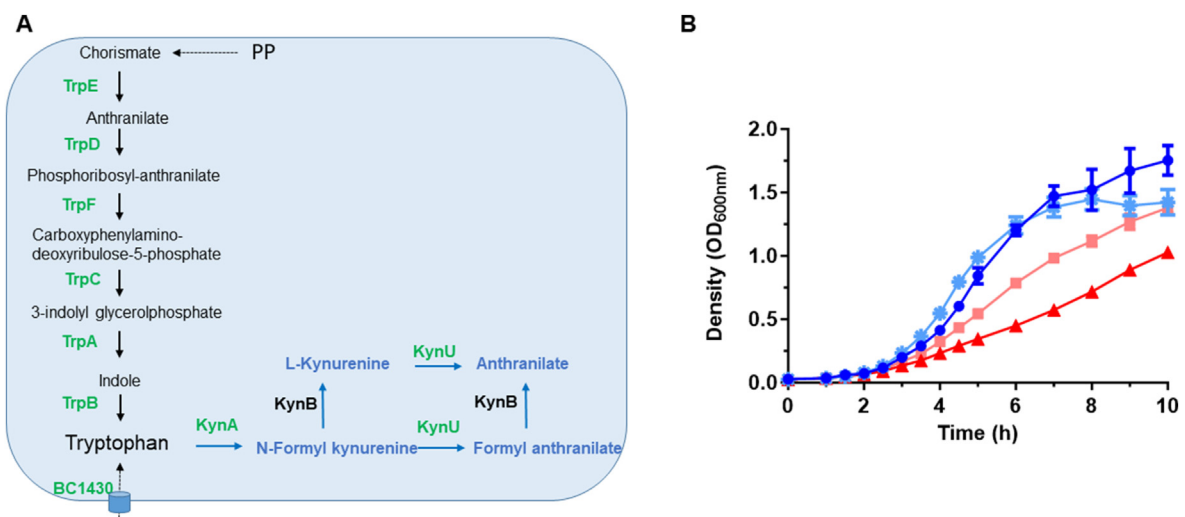 A
Chorismate
PP
TrpE
Anthranilate
TrpD
Phosphoribosyl-anthranilate
TrpF
Carboxyphenylamino-
deoxyribulose-5-phosphate
TrpC
3-indolyl glycerolphosphate
TrpA
Indole
TrpB
Tryptophan
KynA
L-Kynurenine
KynU
Anthranilate
KynB
KynB
N-Formyl kynurenine
KynU
Formyl anthranilate
BC1430
B
Density (OD600nm)
2.0
1.5
1.0
0.5
0.0
0 2 4 6 8 10
Time (h)